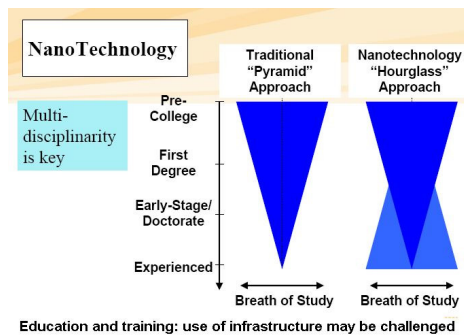 NanoTechnology
Traditional
“Pyramid”
Approach
Nanotechnology
“Hourglass”
Approach
Multi-
disciplinarity
is key
Pre-
College
First
Degree
Early-Stage/
Doctorate
Experienced
Breath of Study
Breath of Study
Education and training: use of infrastructure may be challenged